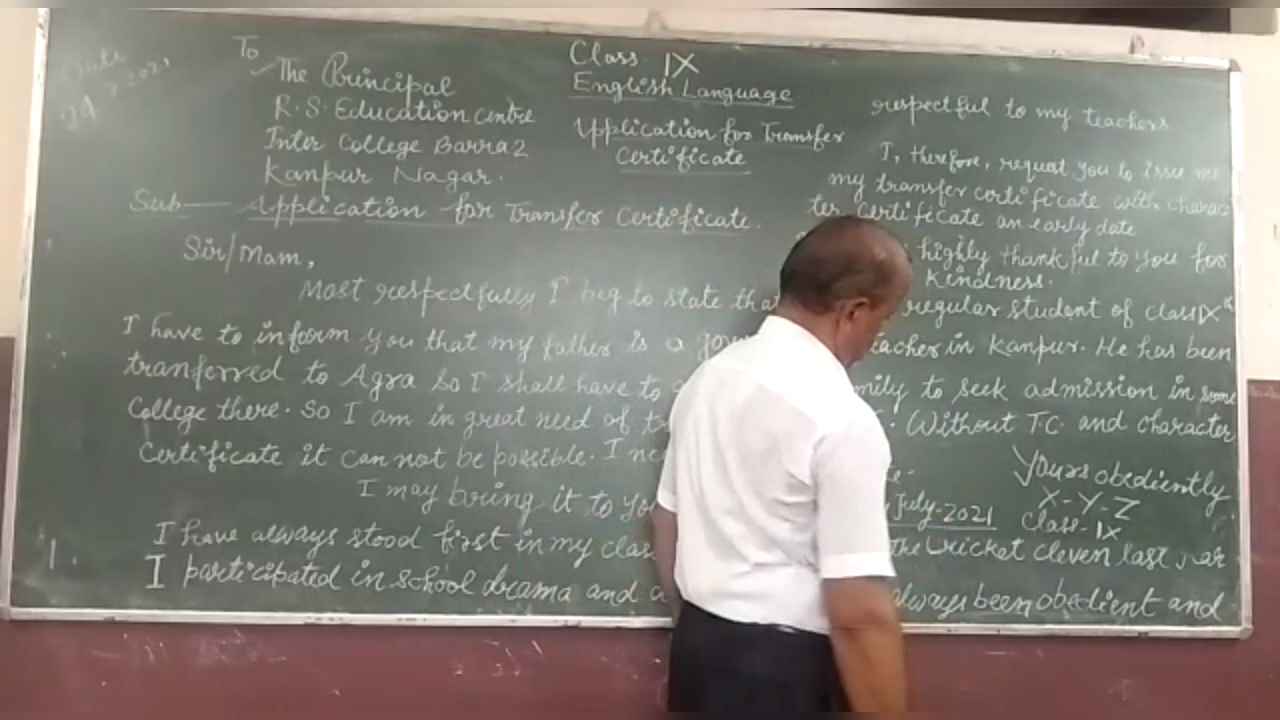 Date
24
2021
To
The Principal
R.S. Education centre
Inter College Barra 2
Kanpur Nagar.
Class IX
English Language
Application for Transfer
Certificate
Sub— Application for Transfer Certificate.
Sir/Mam,
Most respectfully I beg to state that regular student of class IX th
I have to inform you that my father is a teacher in Kanpur. He has been
tranferred to Agra so I shall have to to seek admission in some
College there. So I am in great need of Without T.C. and character
Certificate it can not be possible. I
I may bring it to
I have always stood first in my The Cricket eleven last year
I participated in school drama and always been obedient and
respectful to my teachers
I, therefore, request you to issue me
my transfer certificate with charac
ter certificate an early date
highly thankful to you for
Kindness.
July-2021
Yours obediently
X-Y-Z
Class-IX